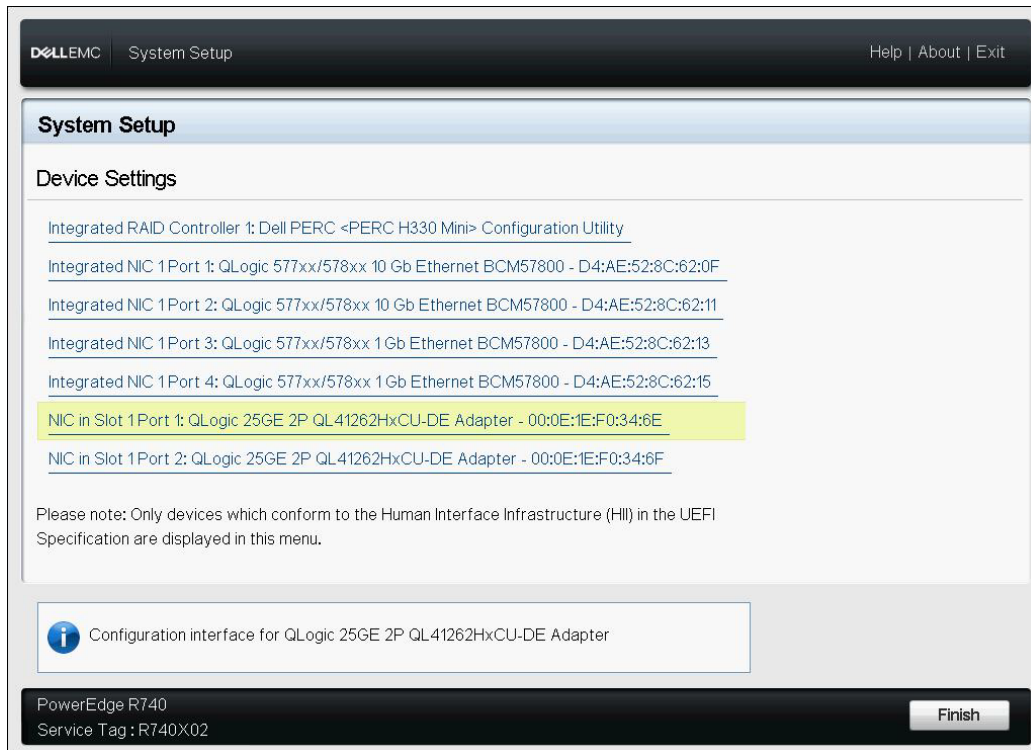 DELLEMC System Setup Help | About | Exit
System Setup
Device Settings
Integrated RAID Controller 1: Dell PERC <PERC H330 Mini> Configuration Utility
Integrated NIC 1 Port 1: QLogic 577xx/578xx 10 Gb Ethernet BCM57800 - D4:AE:52:8C:62:0F
Integrated NIC 1 Port 2: QLogic 577xx/578xx 10 Gb Ethernet BCM57800 - D4:AE:52:8C:62:11
Integrated NIC 1 Port 3: QLogic 577xx/578xx 1 Gb Ethernet BCM57800 - D4:AE:52:8C:62:13
Integrated NIC 1 Port 4: QLogic 577xx/578xx 1 Gb Ethernet BCM57800 - D4:AE:52:8C:62:15
NIC in Slot 1 Port 1: QLogic 25GE 2P QL41262HxCU-DE Adapter - 00:0E:1E:F0:34:6E
NIC in Slot 1 Port 2: QLogic 25GE 2P QL41262HxCU-DE Adapter - 00:0E:1E:F0:34:6F
Please note: Only devices which conform to the Human Interface Infrastructure (HII) in the UEFI
Specification are displayed in this menu.
Configuration interface for QLogic 25GE 2P QL41262HxCU-DE Adapter
PowerEdge R740
Service Tag : R740X02
Finish